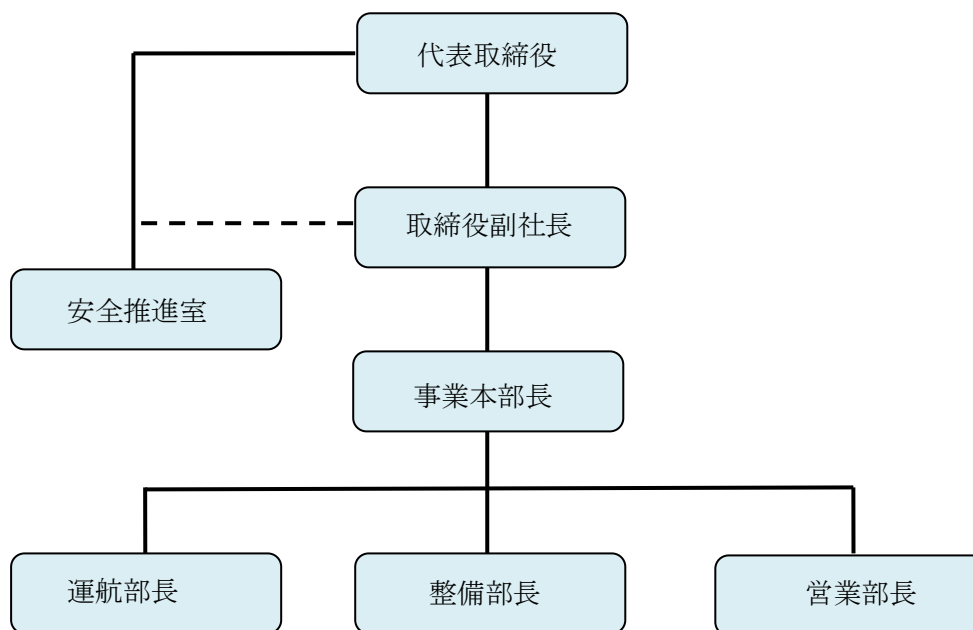 代表取締役
取締役副社長
安全推進室
事業本部長
運航部長
整備部長
営業部長